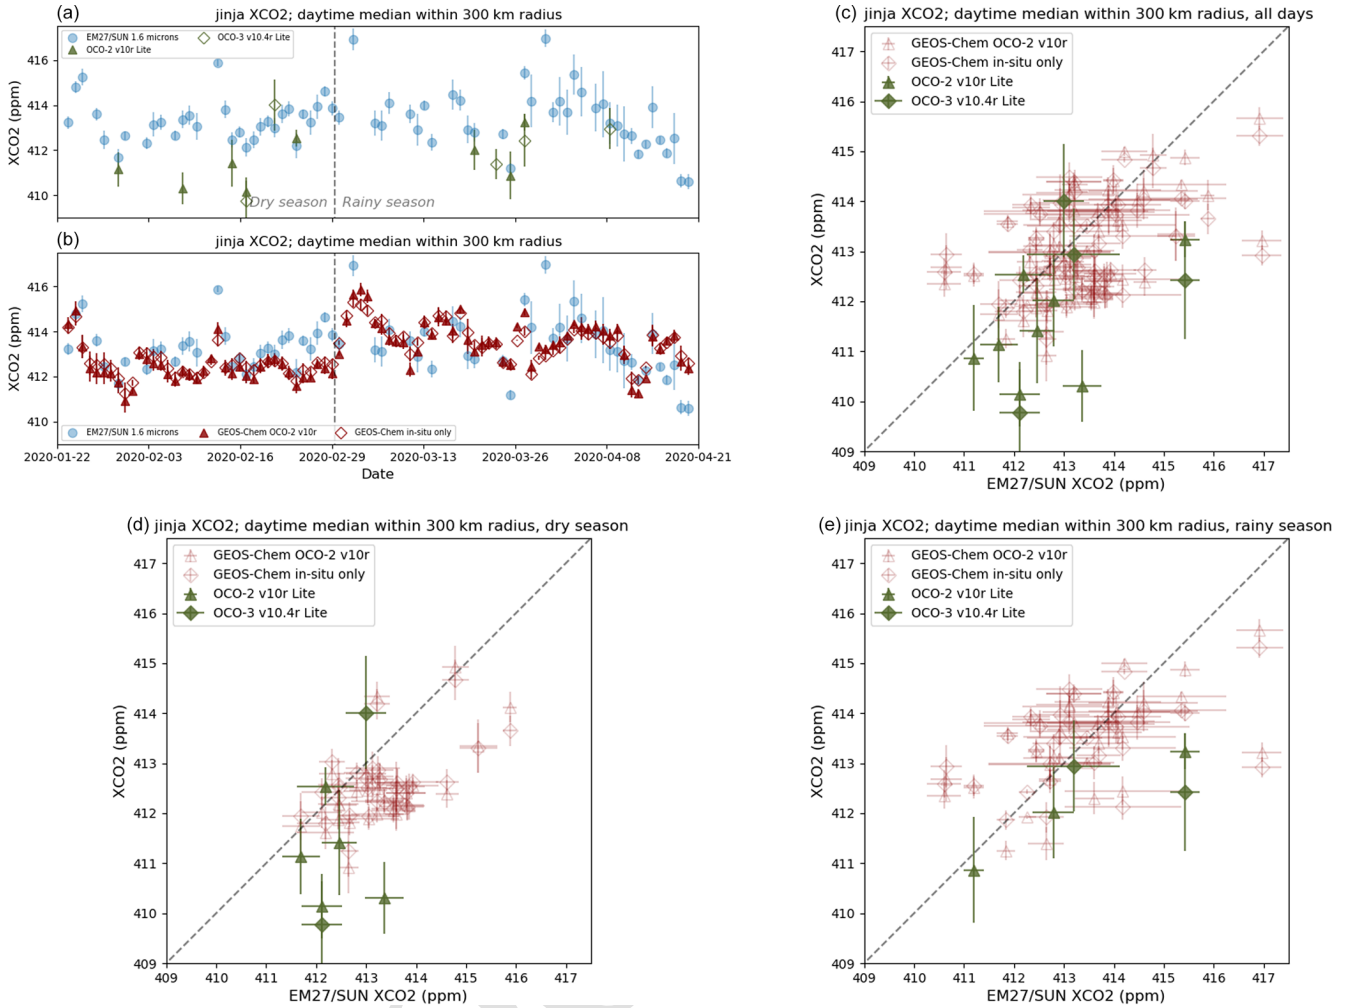 (a) jinja XCO2; daytime median within 300 km radius
EM27/SUN 1.6 microns
OCO-2 v10r Lite
OCO-3 v10.4r Lite
XCO2 (ppm)
416
414
412
410
Dry season
Rainy season
(b) jinja XCO2; daytime median within 300 km radius
XCO2 (ppm)
416
414
412
410
EM27/SUN 1.6 microns
GEOS-Chem OCO-2 v10r
GEOS-Chem in-situ only
2020-01-22 2020-02-03 2020-02-16 2020-02-29 2020-03-13 2020-03-26 2020-04-08 2020-04-21
Date
(c) jinja XCO2; daytime median within 300 km radius, all days
GEOS-Chem OCO-2 v10r
GEOS-Chem in-situ only
OCO-2 v10r Lite
OCO-3 v10.4r Lite
XCO2 (ppm)
417
416
415
414
413
412
411
410
409
409 410 411 412 413 414 415 416 417
EM27/SUN XCO2 (ppm)
(d) jinja XCO2; daytime median within 300 km radius, dry season
GEOS-Chem OCO-2 v10r
GEOS-Chem in-situ only
OCO-2 v10r Lite
OCO-3 v10.4r Lite
XCO2 (ppm)
417
416
415
414
413
412
411
410
409
409 410 411 412 413 414 415 416 417
EM27/SUN XCO2 (ppm)
(e) jinja XCO2; daytime median within 300 km radius, rainy season
GEOS-Chem OCO-2 v10r
GEOS-Chem in-situ only
OCO-2 v10r Lite
OCO-3 v10.4r Lite
XCO2 (ppm)
417
416
415
414
413
412
411
410
409
409 410 411 412 413 414 415 416 417
EM27/SUN XCO2 (ppm)